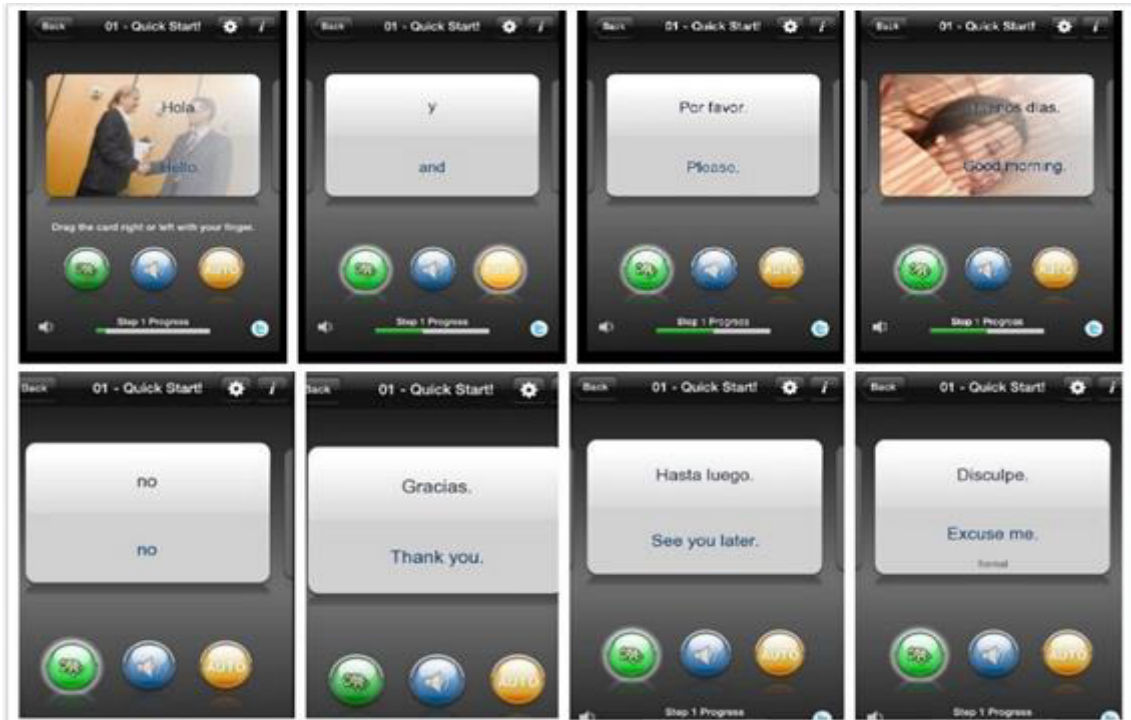 Back 01 - Quick Start! i
Hola.
Hello.
Drag the card right or left with your finger.
AUTO
Step 1 Progress
Back 01 - Quick Start! i
y
and
AUTO
Step 1 Progress
Back 01 - Quick Start! i
Por favor.
Please.
AUTO
Step 1 Progress
Back 01 - Quick Start! i
días.
Good morning.
AUTO
Step 1 Progress
Back 01 - Quick Start! i
no
no
AUTO
Back 01 - Quick Start!
Gracias.
Thank you.
AUTO
Back 01 - Quick Start! i
Hasta luego.
See you later.
AUTO
Step 1 Progress
Back 01 - Quick Start! i
Disculpe.
Excuse me.
formal
AUTO
Step 1 Progress